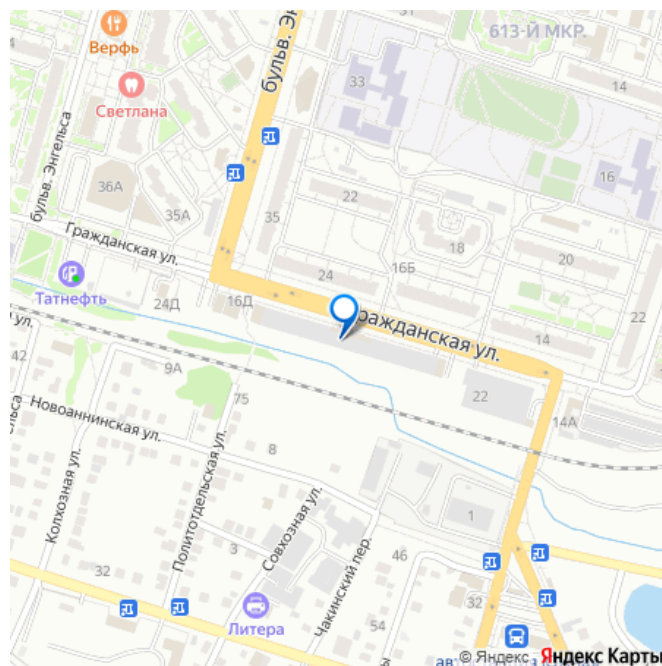 Верфь
613-Й МКР.
бульв. Энгельса
33
14
Светлана
бульв. Энгельса
36А
16
22
35А
35
Гражданская ул.
18
24
16Б
20
Татнефть
24Д
16Д
Гражданская ул.
14
22
ул.
42
9А
75
22
14А
Новоаннинская ул.
Колхозная ул.
Политотдельская ул.
8
Совхозная ул.
1
3
Чакинский пер.
46
32
32
Литера
54
© Яндекс Яндекс Карты